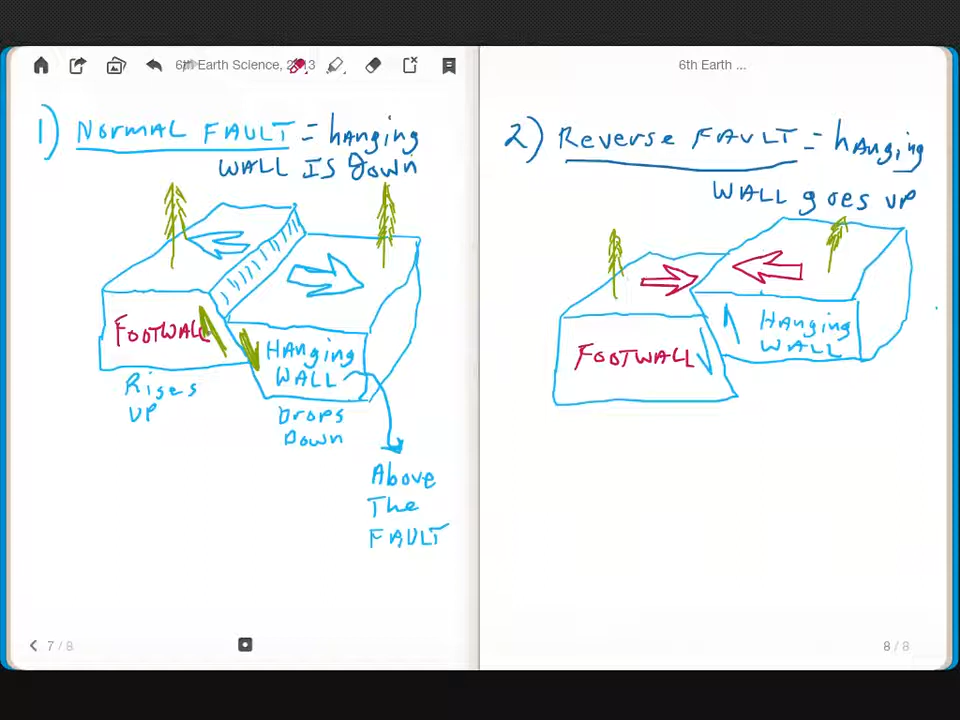 6th Earth Science, 2013
1) NORMAL FAULT = hANging
WALL IS DOWN
FOOTWALL
HANging
WALL
Rises
UP
DROPS
DOWN
Above
The
FAULT
7 / 8
6th Earth ...
2) Reverse FAULT = hANging
WALL goes UP
FOOTWALL
HANging
WALL
8 / 8